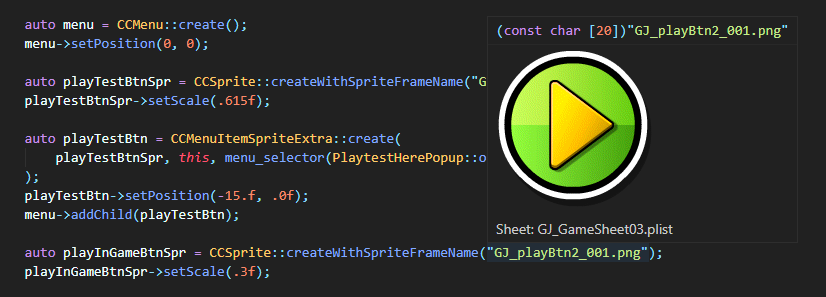 auto menu = CCMenu::create();
menu->setPosition(0, 0);
auto playTestBtnSpr = CCSprite::createWithSpriteFrameName("G
playTestBtnSpr->setScale(.615f);
auto playTestBtn = CCMenuItemSpriteExtra::create(
playTestBtnSpr, this, menu_selector(PlaytestHerePopup::o
);
playTestBtn->setPosition(-15.f, .0f);
menu->addChild(playTestBtn);
auto playInGameBtnSpr = CCSprite::createWithSpriteFrameName("GJ_playBtn2_001.png");
playInGameBtnSpr->setScale(.3f);
(const char [20])"GJ_playBtn2_001.png"
Sheet: GJ_GameSheet03.plist